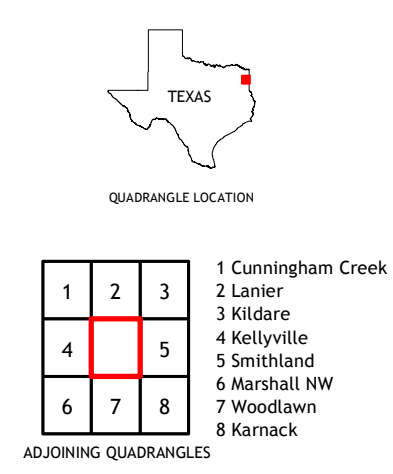 TEXAS
QUADRANGLE LOCATION
1 2 3
4 5
6 7 8
ADJOINING QUADRANGLES
1 Cunningham Creek
2 Lanier
3 Kildare
4 Kellyville
5 Smithland
6 Marshall NW
7 Woodlawn
8 Karnack